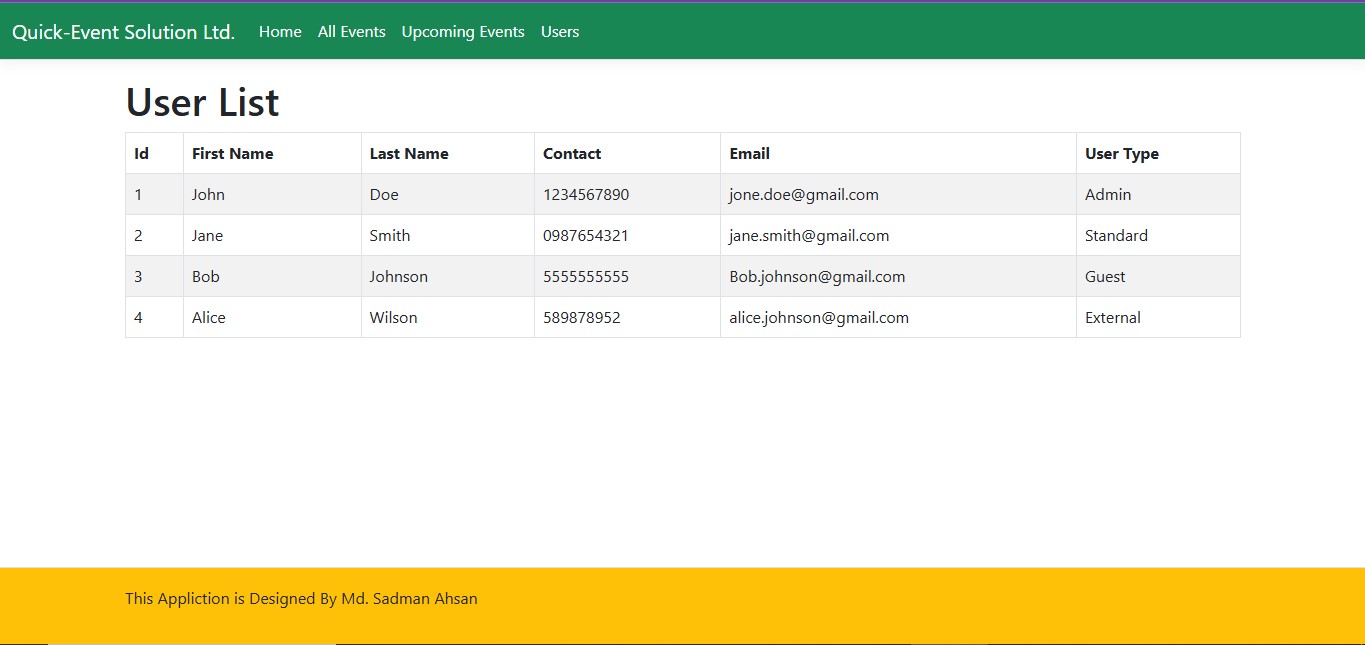 Quick-Event Solution Ltd. Home All Events Upcoming Events Users
User List
Id First Name Last Name Contact Email User Type
1 John Doe 1234567890 jone.doe@gmail.com Admin
2 Jane Smith 0987654321 jane.smith@gmail.com Standard
3 Bob Johnson 5555555555 Bob.johnson@gmail.com Guest
4 Alice Wilson 589878952 alice.johnson@gmail.com External
This Appliction is Designed By Md. Sadman Ahsan